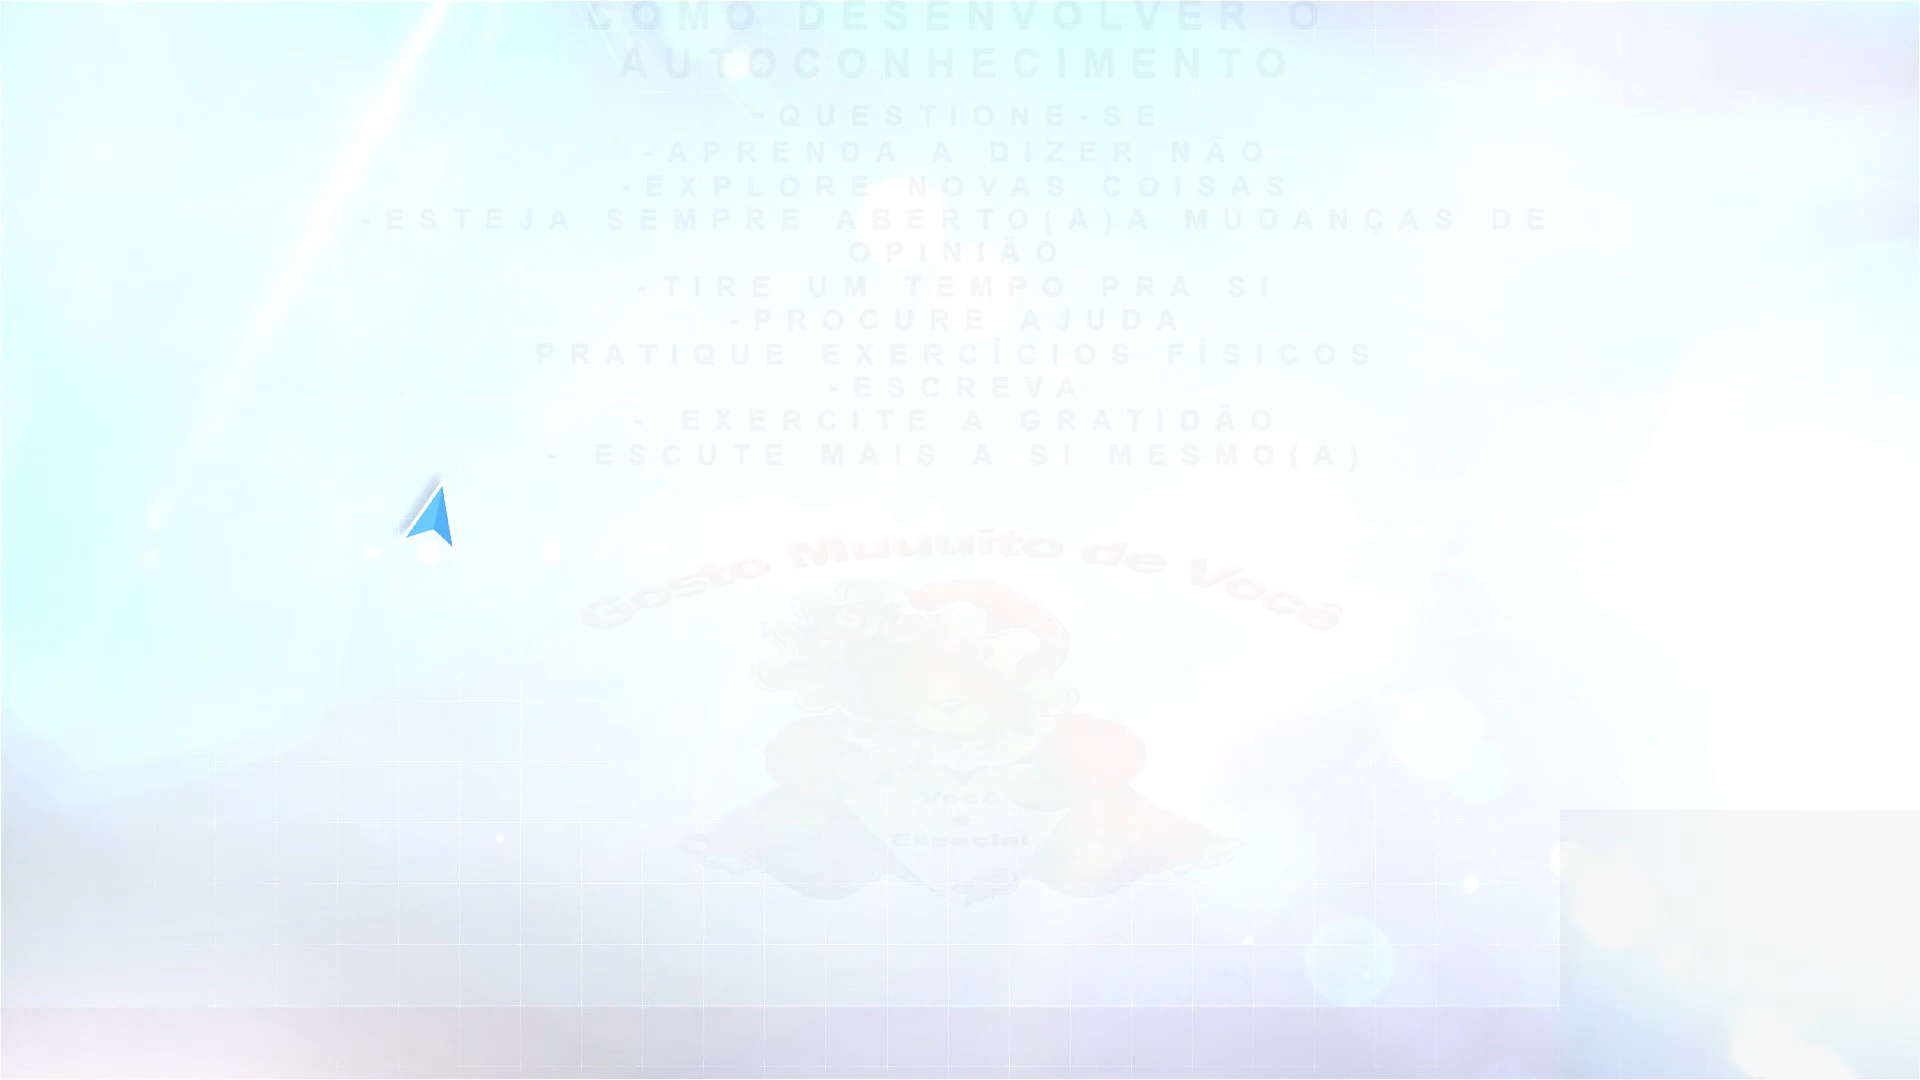 COMO DESENVOLVER O
AUTOCONHECIMENTO
-QUESTIONE-SE
-APRENDA A DIZER NÃO
-EXPLORE NOVAS COISAS
-ESTEJA SEMPRE ABERTO(A)A MUDANÇAS DE
OPINIÃO
-TIRE UM TEMPO PRA SI
-PROCURE AJUDA
PRATIQUE EXERCÍCIOS FÍSICOS
-ESCREVA
- EXERCITE A GRATIDÃO
- ESCUTE MAIS A SI MESMO(A)
Gosto Muuuuito de Você
Você
é
Especial